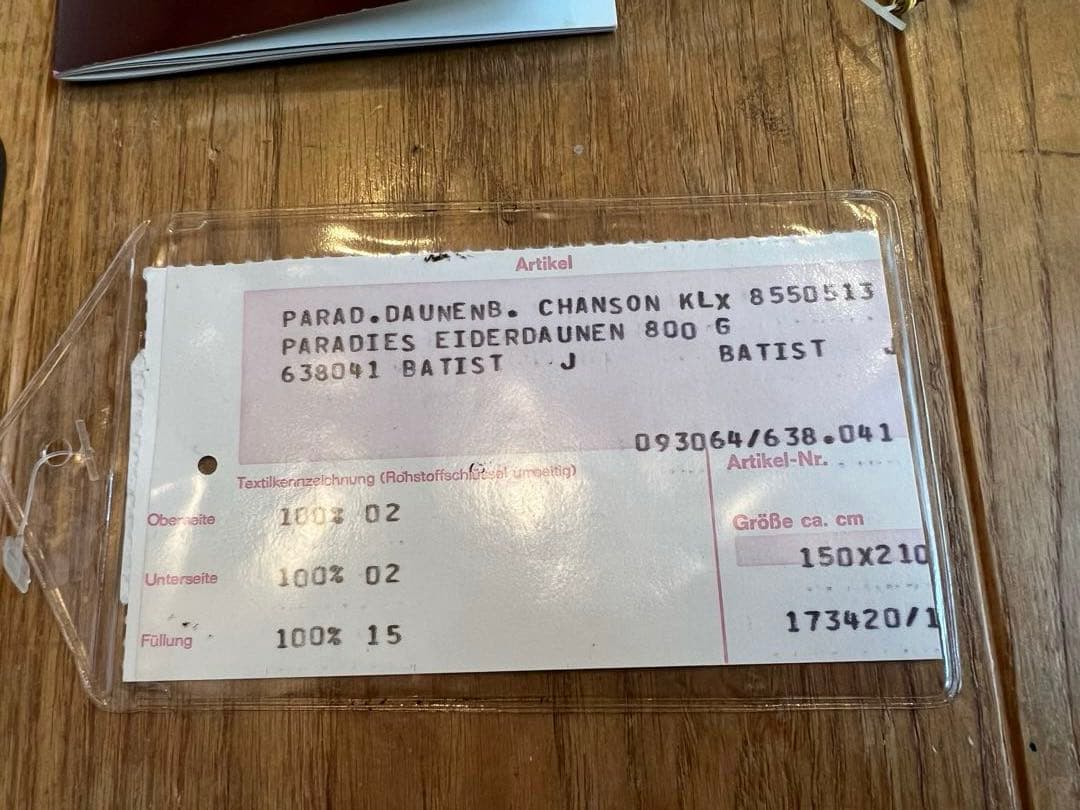 Artikel
PARAD.DAUNENB. CHANSON KLX 8550513
PARADIES EIDERDAUNEN 800 G
638041 BATIST J BATIST J
093064/638.041
Artikel-Nr.
Textilkennzeichnung (Rohstoffschlüssel umseitig)
Oberseite 100% 02
Größe ca. cm
150X210
Unterseite 100% 02
173420/1
Füllung 100% 15